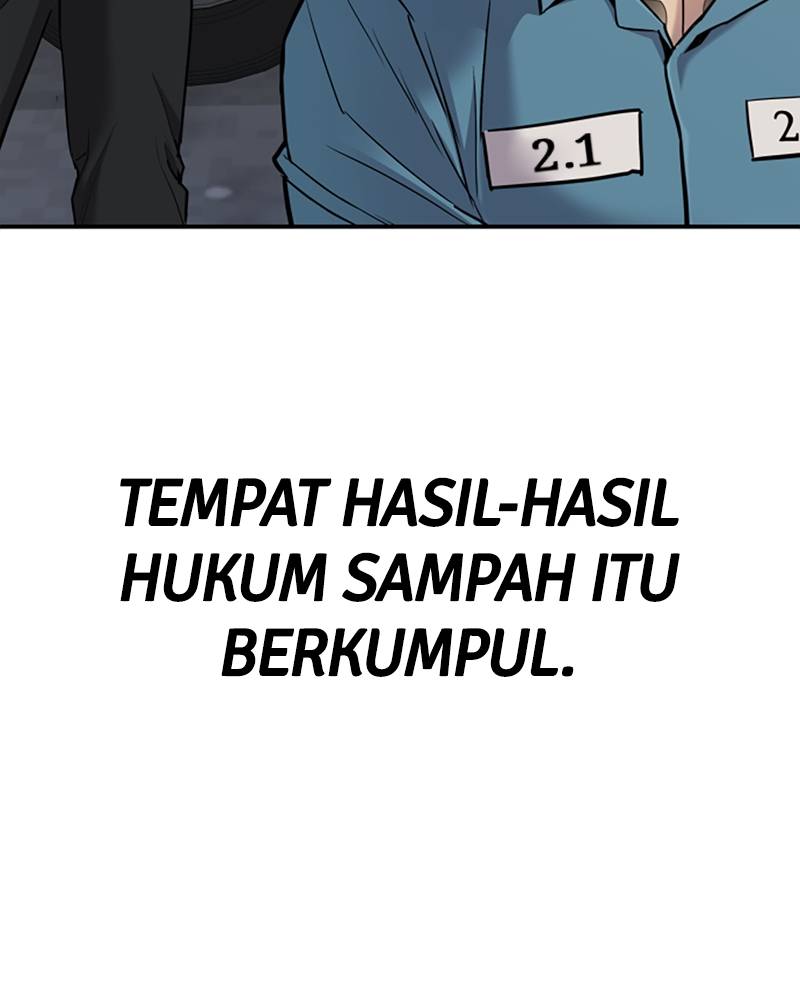 2.1
2
TEMPAT HASIL-HASIL
HUKUM SAMPAH ITU
BERKUMPUL.